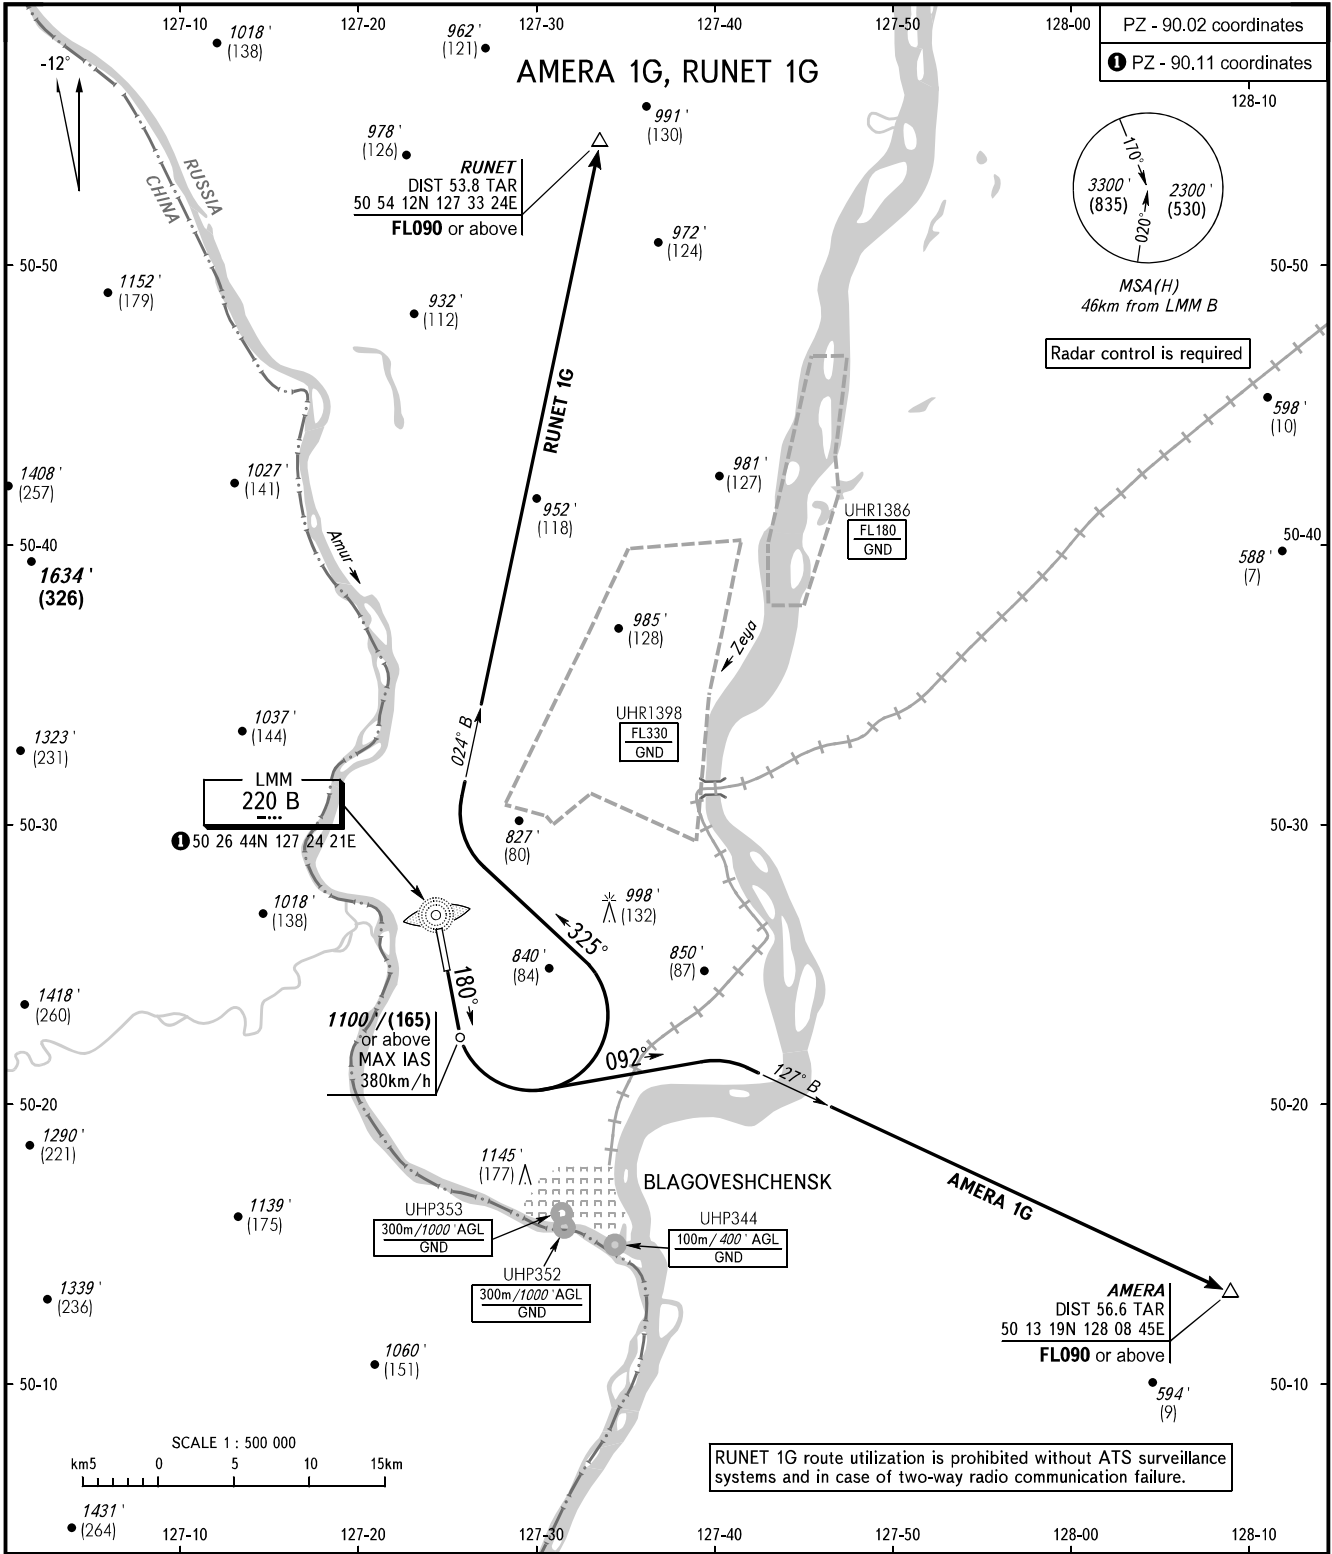 127-10
127-20
127-30
127-40
127-50
128-00
PZ - 90.02 coordinates
1 PZ - 90.11 coordinates
128-10
-12°
1018'
(138)
962'
(121)
AMERA 1G, RUNET 1G
991'
(130)
978'
(126)
RUSSIA
CHINA
RUNET
DIST 53.8 TAR
50 54 12N 127 33 24E
FL090 or above
170°
3300'
(835)
2300'
(530)
020°
MSA(H)
46km from LMM B
Radar control is required
972'
(124)
50-50
50-50
1152'
(179)
932'
(112)
RUNET 1G
598'
(10)
1408'
(257)
1027'
(141)
981'
(127)
952'
(118)
UHR1386
FL180
GND
50-40
50-40
Amur
1634'
(326)
588'
(7)
985'
(128)
Zeya
1037'
(144)
1323'
(231)
024° B
UHR1398
FL330
GND
LMM
220 B
1 50 26 44N 127 24 21E
50-30
50-30
827'
(80)
1018'
(138)
998'
(132)
325°
840'
(84)
850'
(87)
180°
1418'
(260)
1100'/(165)
or above
MAX IAS
380km/h
092°
127° B
50-20
50-20
1290'
(221)
1145'
(177)
BLAGOVESHCHENSK
AMERA 1G
1139'
(175)
UHP353
300m/1000'AGL
GND
UHP344
100m/400' AGL
GND
UHP352
300m/1000'AGL
GND
1339'
(236)
AMERA
DIST 56.6 TAR
50 13 19N 128 08 45E
FL090 or above
1060'
(151)
50-10
50-10
594'
(9)
SCALE 1 : 500 000
km5 0 5 10 15km
RUNET 1G route utilization is prohibited without ATS surveillance
systems and in case of two-way radio communication failure.
1431'
(264)
127-10
127-20
127-30
127-40
127-50
128-00
128-10